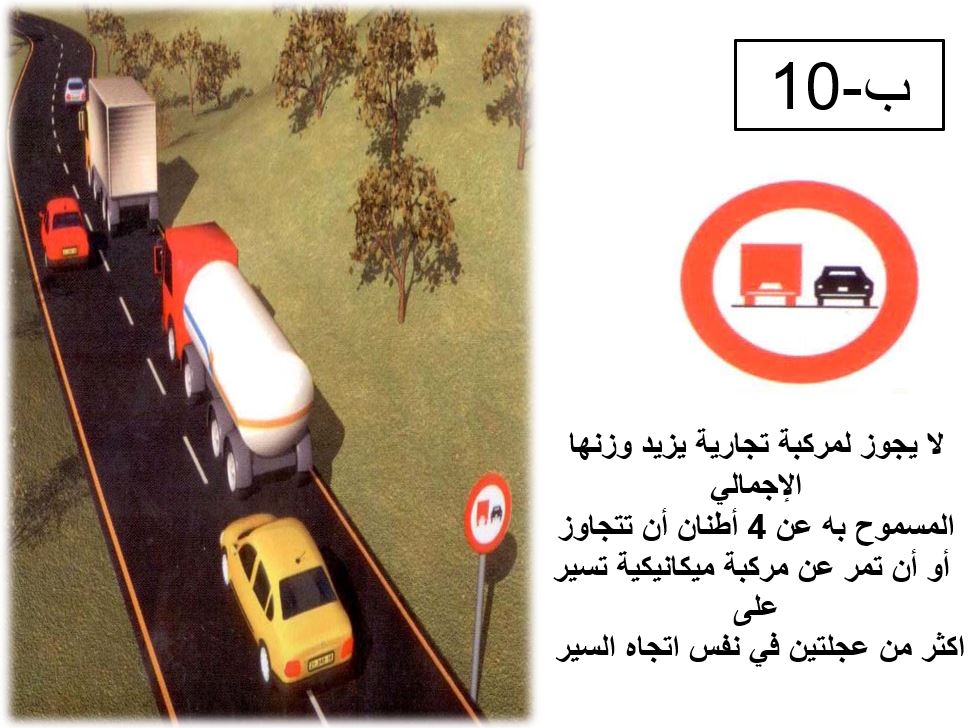 ب-10
لا يجوز لمركبة تجارية يزيد وزنها
الإجمالي
المسموح به عن 4 أطنان أن تتجاوز
أو أن تمر عن مركبة ميكانيكية تسير
على
اكثر من عجلتين في نفس اتجاه السير